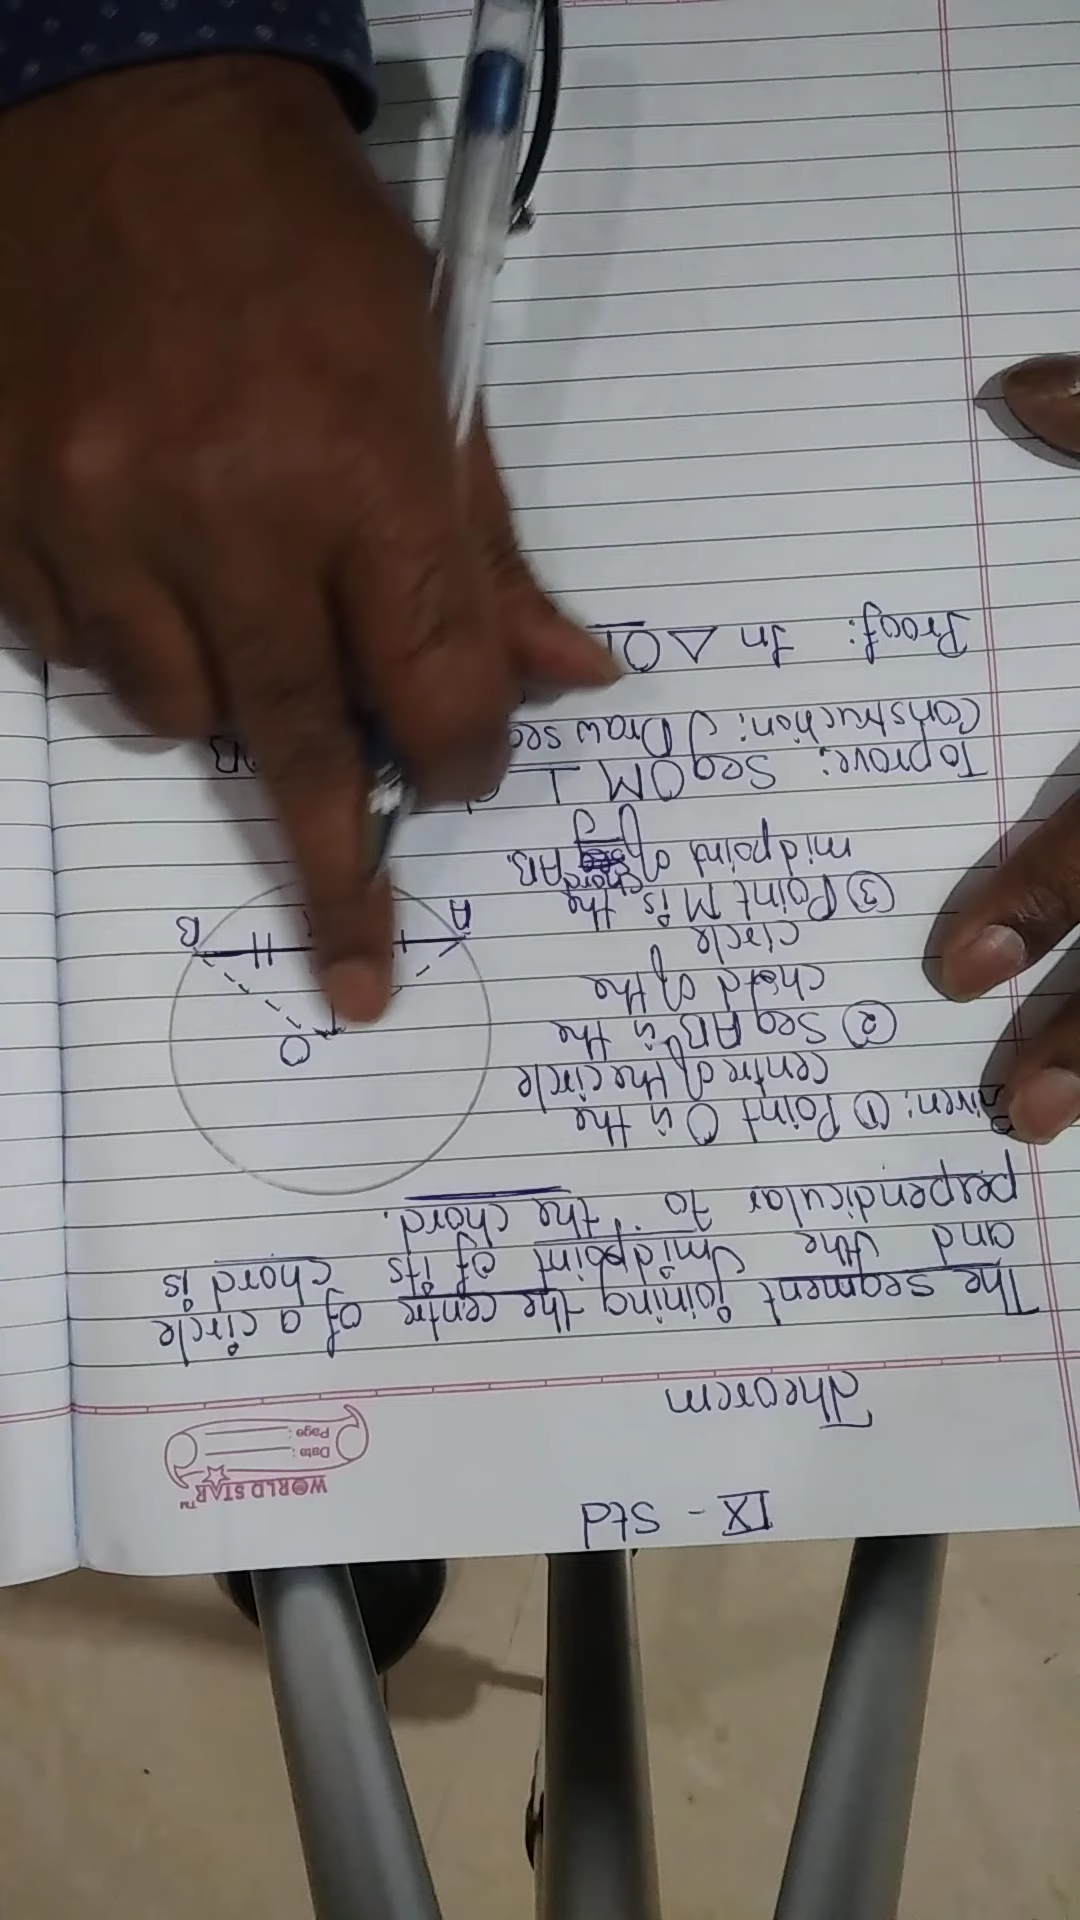 IX - Std
WORLD STAR™
Date:
Page:
Theorem
The segment joining the centre of a circle
and the midpoint of its chord is
perpendicular to the chord.
Given: ① Point O is the
centre of the circle
② Seg AB is the
chord of the
circle
③ Point M is the
chord
midpoint of seg AB.
To prove: Seg OM ⊥
Construction: Draw seg OB
Proof: In △ O
O
A
B